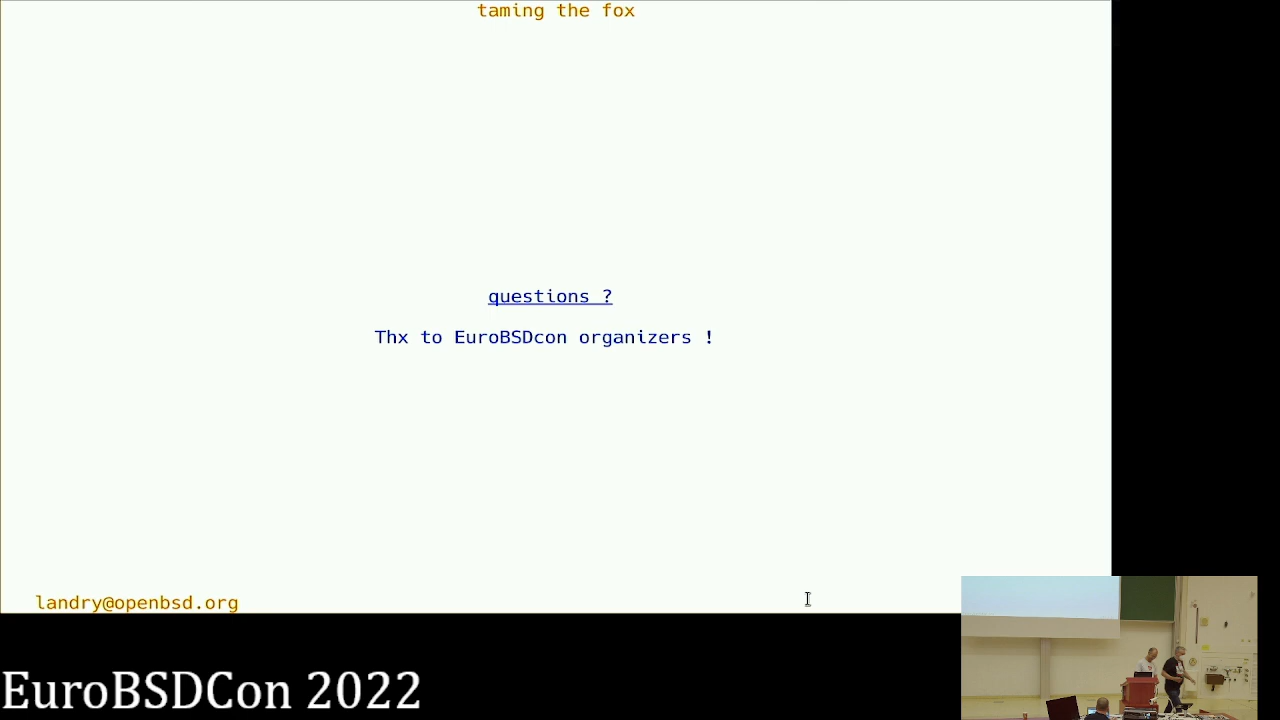 taming the fox
questions ?
Thx to EuroBSDcon organizers !
landry@openbsd.org
EuroBSDCon 2022